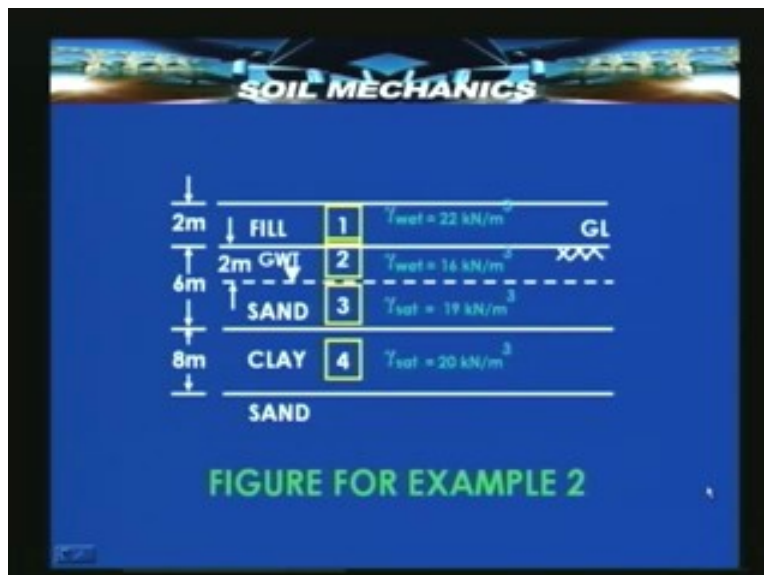 SOIL MECHANICS
2m FILL 1 γwet = 22 kN/m³ GL
2m GWT 2 γwet = 16 kN/m³
6m
SAND 3 γsat = 19 kN/m³
8m CLAY 4 γsat = 20 kN/m³
SAND
FIGURE FOR EXAMPLE 2